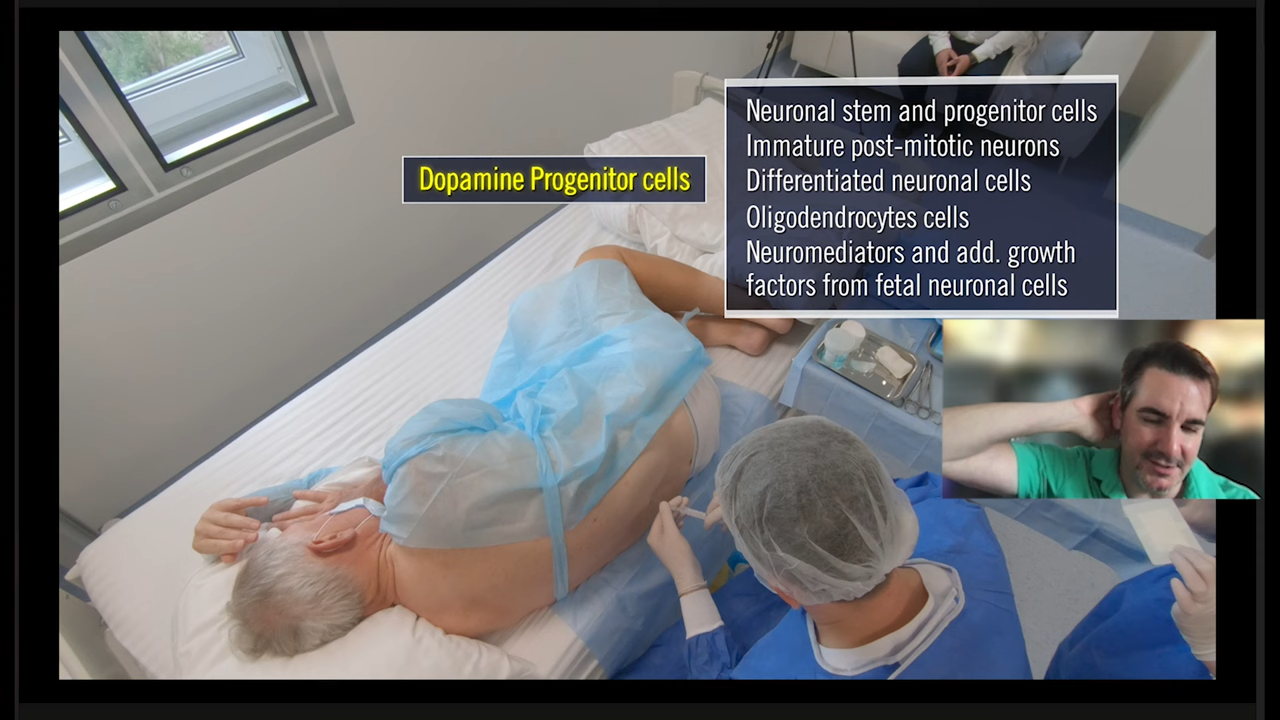 Dopamine Progenitor cells
Neuronal stem and progenitor cells
Immature post-mitotic neurons
Differentiated neuronal cells
Oligodendrocytes cells
Neuromediators and add. growth
factors from fetal neuronal cells